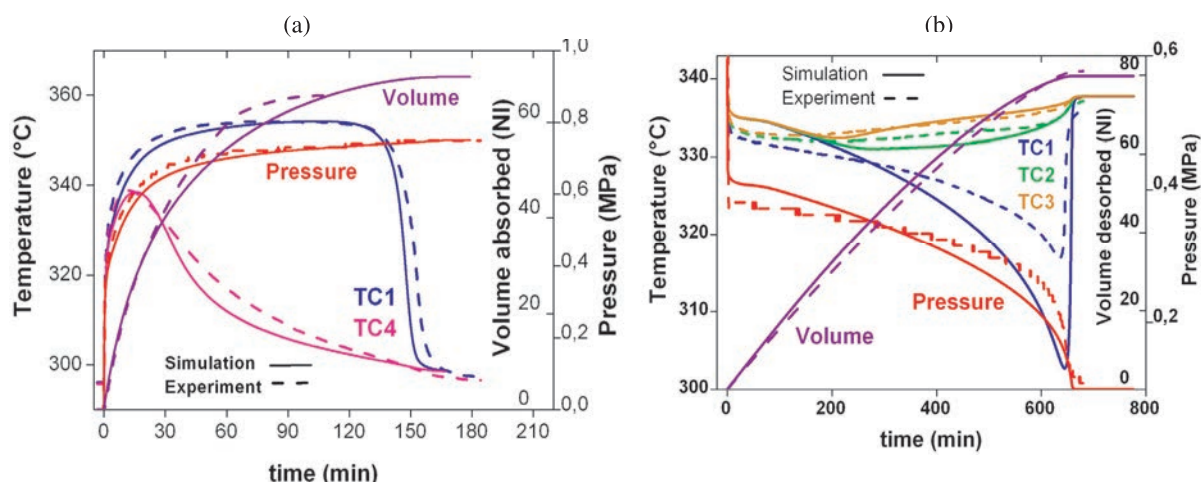 (a)
(b)
Temperature (°C)
360
340
320
300
Volume
Pressure
TC1
TC4
Simulation
Experiment
0
30
60
90
120
150
180
210
time (min)
Volume absorbed (Nl)
60
40
20
0
Pressure (MPa)
1,0
0,8
0,6
0,4
0,2
0,0
Temperature (°C)
340
330
320
310
300
Simulation
Experiment
TC1
TC2
TC3
Pressure
Volume
0
200
400
600
800
time (min)
Volume desorbed (Nl)
80
60
40
20
0
Pressure (MPa)
0,6
0,4
0,2
0,0